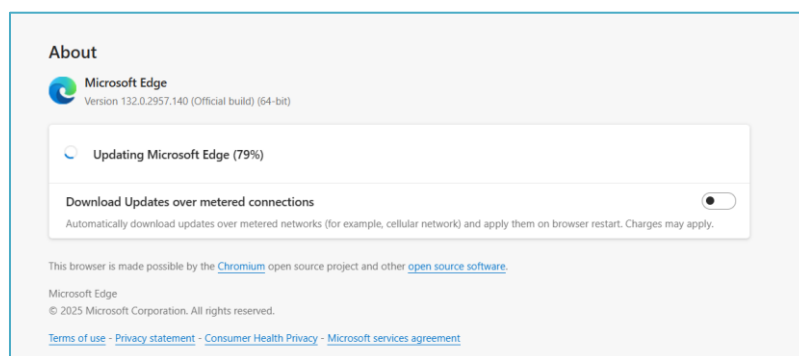 About
Microsoft Edge
Version 132.0.2957.140 (Official build) (64-bit)
Updating Microsoft Edge (79%)
Download Updates over metered connections
Automatically download updates over metered networks (for example, cellular network) and apply them on browser restart. Charges may apply.
This browser is made possible by the Chromium open source project and other open source software.
Microsoft Edge
© 2025 Microsoft Corporation. All rights reserved.
Terms of use - Privacy statement - Consumer Health Privacy - Microsoft services agreement